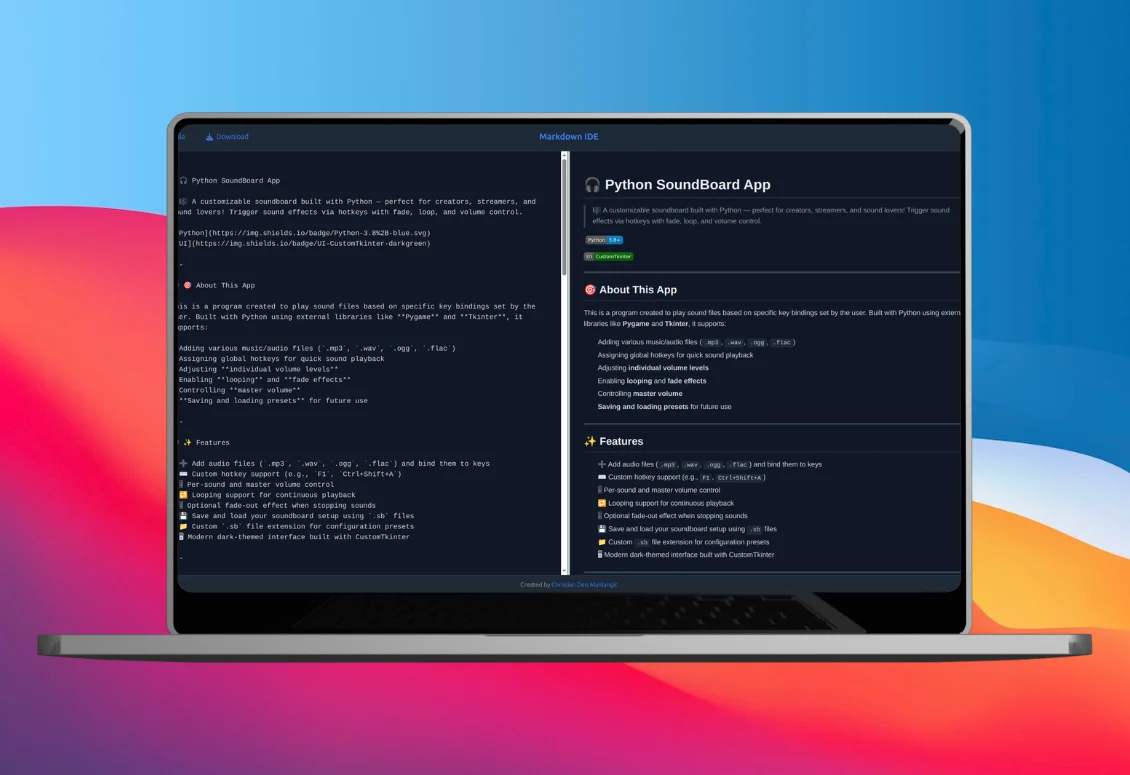 Download
Markdown IDE
🎧 Python SoundBoard App
🎼 A customizable soundboard built with Python — perfect for creators, streamers, and
ound lovers! Trigger sound effects via hotkeys with fade, loop, and volume control.
Python](https://img.shields.io/badge/Python-3.8%2B-blue.svg)
UI](https://img.shields.io/badge/UI-CustomTkinter-darkgreen)
-
🎯 About This App
is is a program created to play sound files based on specific key bindings set by the
er. Built with Python using external libraries like **Pygame** and **Tkinter**, it
pports:
Adding various music/audio files (`.mp3`, `.wav`, `.ogg`, `.flac`)
Assigning global hotkeys for quick sound playback
Adjusting **individual volume levels**
Enabling **looping** and **fade effects**
Controlling **master volume**
**Saving and loading presets** for future use
-
✨ Features
➕ Add audio files (`.mp3`, `.wav`, `.ogg`, `.flac`) and bind them to keys
⌨️ Custom hotkey support (e.g., `F1`, `Ctrl+Shift+A`)
🎚 Per-sound and master volume control
🔁 Looping support for continuous playback
🎚 Optional fade-out effect when stopping sounds
💾 Save and load your soundboard setup using `.sb` files
📁 Custom `.sb` file extension for configuration presets
🖥 Modern dark-themed interface built with CustomTkinter
-
🎧 Python SoundBoard App
🎼 A customizable soundboard built with Python — perfect for creators, streamers, and sound lovers! Trigger sound
effects via hotkeys with fade, loop, and volume control.
Python 3.8+
UI CustomTkinter
🎯 About This App
This is a program created to play sound files based on specific key bindings set by the user. Built with Python using extern
libraries like Pygame and Tkinter, it supports:
Adding various music/audio files ( .mp3 , .wav , .ogg , .flac )
Assigning global hotkeys for quick sound playback
Adjusting individual volume levels
Enabling looping and fade effects
Controlling master volume
Saving and loading presets for future use
✨ Features
➕ Add audio files ( .mp3 , .wav , .ogg , .flac ) and bind them to keys
⌨️ Custom hotkey support (e.g., F1 , Ctrl+Shift+A )
🎚 Per-sound and master volume control
🔁 Looping support for continuous playback
🎚 Optional fade-out effect when stopping sounds
💾 Save and load your soundboard setup using .sb files
📁 Custom .sb file extension for configuration presets
🖥 Modern dark-themed interface built with CustomTkinter
Created by Christian Deo Mantangic